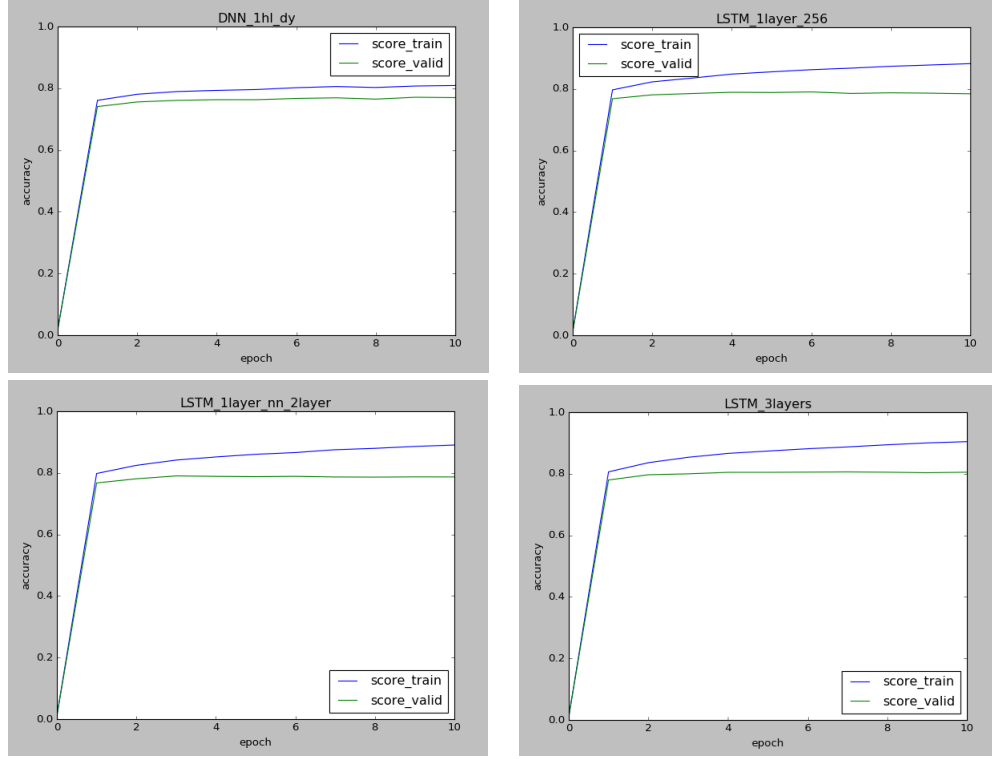 DNN_1hl_dy
score_train
score_valid
1.0
0.8
0.6
0.4
0.2
0.0
accuracy
0 2 4 6 8 10
epoch
LSTM_1layer_256
score_train
score_valid
1.0
0.8
0.6
0.4
0.2
0.0
accuracy
0 2 4 6 8 10
epoch
LSTM_1layer_nn_2layer
1.0
0.8
0.6
0.4
0.2
0.0
accuracy
score_train
score_valid
0 2 4 6 8 10
epoch
LSTM_3layers
1.0
0.8
0.6
0.4
0.2
0.0
accuracy
score_train
score_valid
0 2 4 6 8 10
epoch